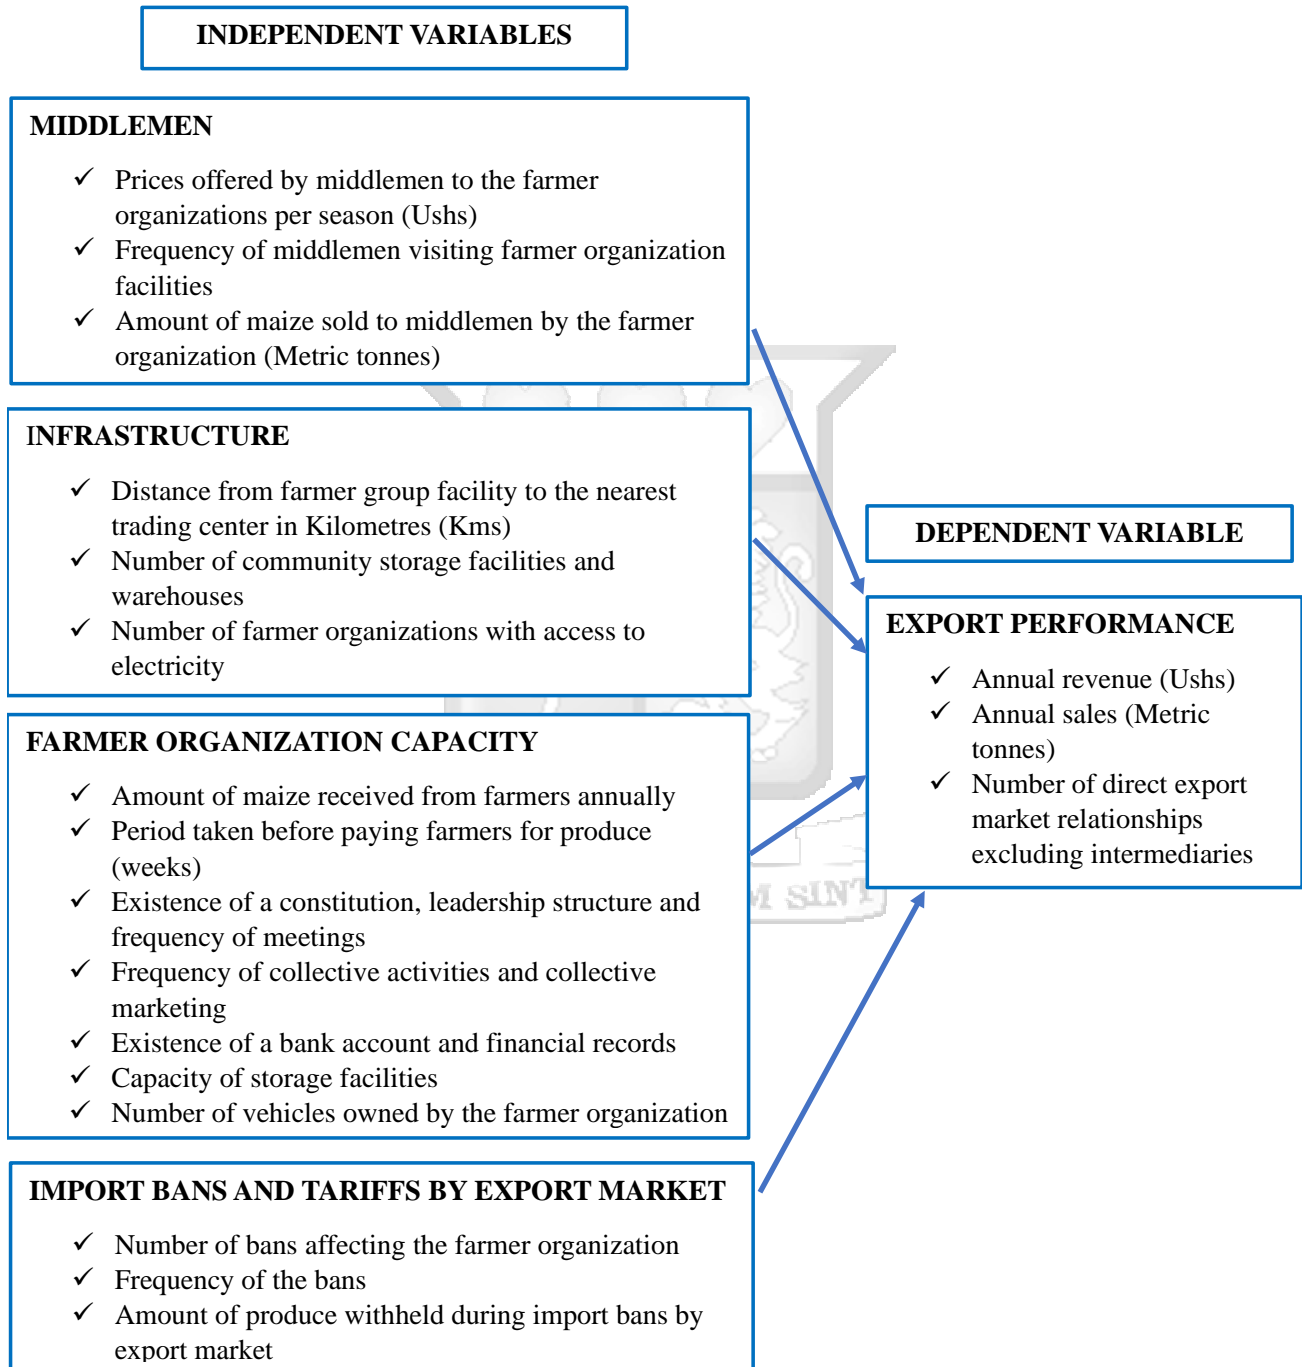 INDEPENDENT VARIABLES
MIDDLEMEN
✓ Prices offered by middlemen to the farmer
organizations per season (Ushs)
✓ Frequency of middlemen visiting farmer organization
facilities
✓ Amount of maize sold to middlemen by the farmer
organization (Metric tonnes)
INFRASTRUCTURE
✓ Distance from farmer group facility to the nearest
trading center in Kilometres (Kms)
✓ Number of community storage facilities and
warehouses
✓ Number of farmer organizations with access to
electricity
FARMER ORGANIZATION CAPACITY
✓ Amount of maize received from farmers annually
✓ Period taken before paying farmers for produce
(weeks)
✓ Existence of a constitution, leadership structure and
frequency of meetings
✓ Frequency of collective activities and collective
marketing
✓ Existence of a bank account and financial records
✓ Capacity of storage facilities
✓ Number of vehicles owned by the farmer organization
IMPORT BANS AND TARIFFS BY EXPORT MARKET
✓ Number of bans affecting the farmer organization
✓ Frequency of the bans
✓ Amount of produce withheld during import bans by
export market
DEPENDENT VARIABLE
EXPORT PERFORMANCE
✓ Annual revenue (Ushs)
✓ Annual sales (Metric
tonnes)
✓ Number of direct export
market relationships
excluding intermediaries
SINT